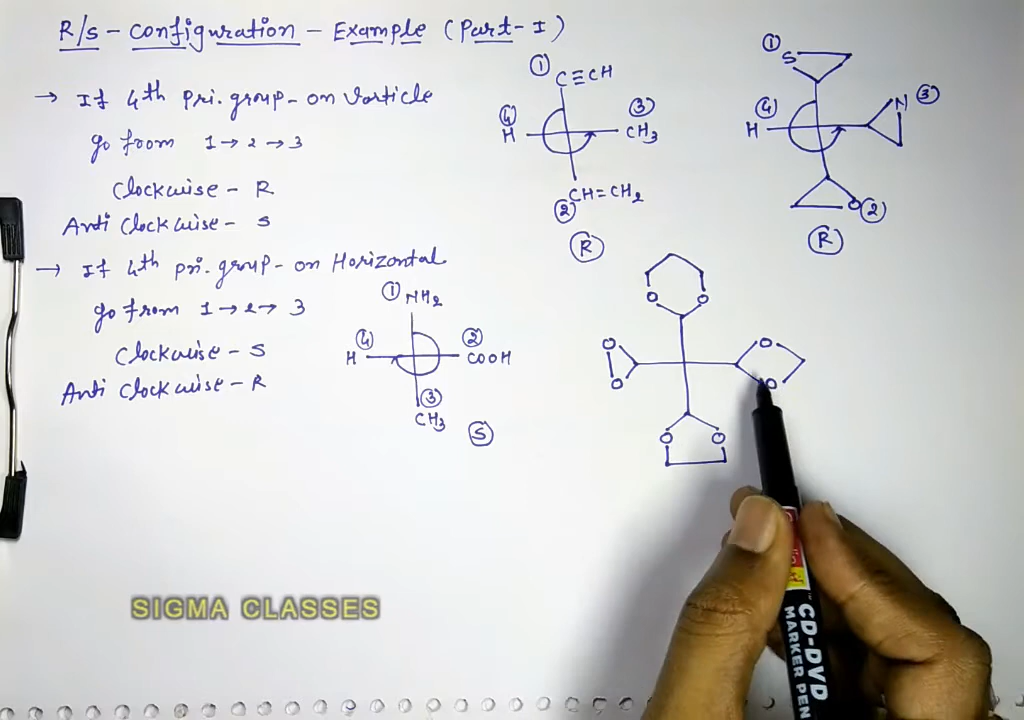 R/S - Configuration - Example (Part-I)
→ If 4th Pri. group - on Varticle
go from 1→2→3
Clockwise - R
Anti Clockwise - S
→ If 4th pri. group - on Horizontal
go from 1→2→3
Clockwise - S
Anti Clockwise - R
① NH2
④ H
② COOH
③ CH3
Ⓢ
① C≡CH
④ H
③ CH3
CH=CH2
②
Ⓡ
① S
④ H
N ③
O ②
Ⓡ
O O
O O
O O
O O
SIGMA CLASSES
CD-DVD
MARKER PEN